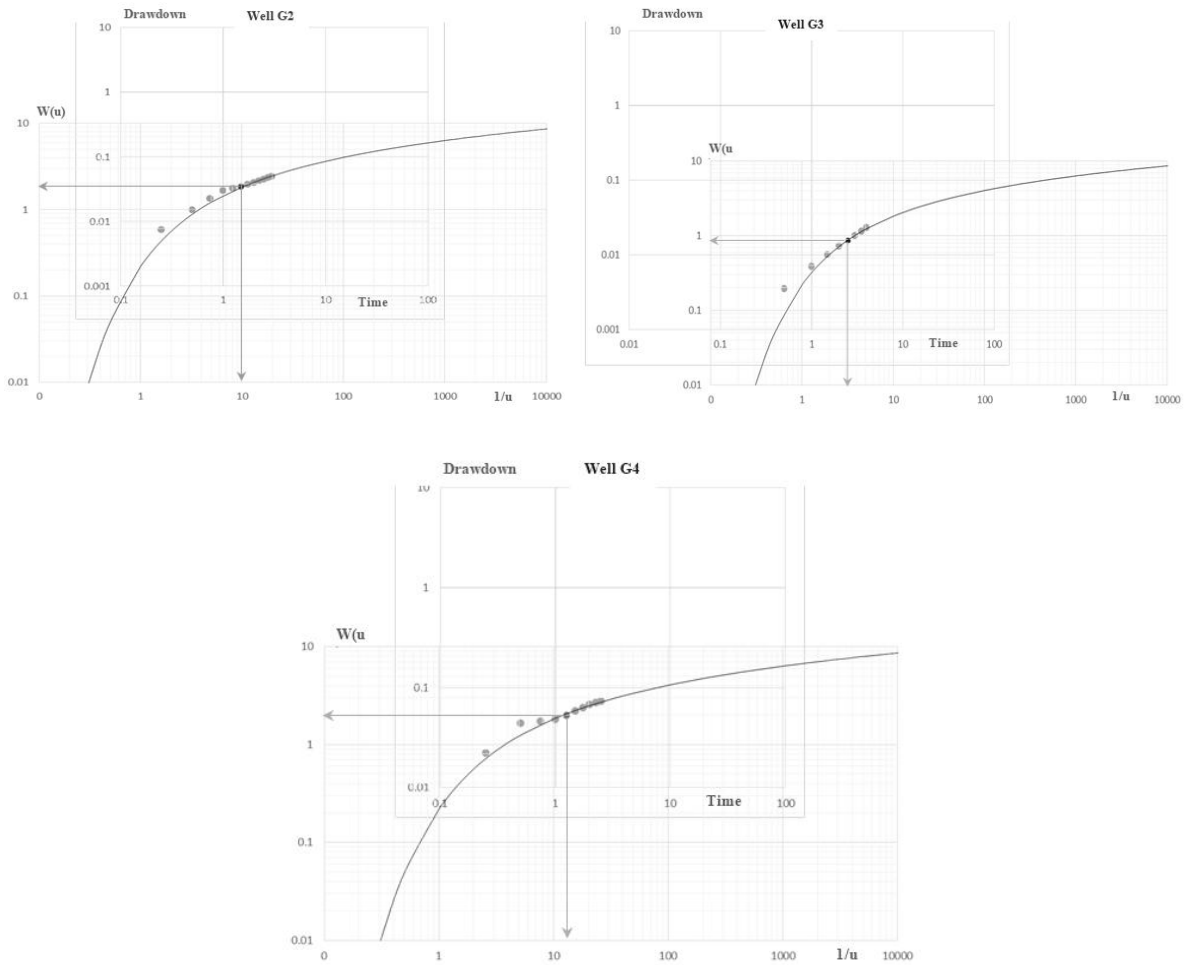 Drawdown Well G2
10
1
W(u)
10
0.1
1
0.01
0.001
0.1 1 10 Time 100
0.1
0.01
0 1 10 100 1/u 10000
Drawdown
Well G3
10
1
W(u
10
0.1
1
0.01
0.1
0.001
0.01 0.1 1 10 Time 100
0.01
0 1 10 100 1000 1/u 10000
Drawdown Well G4
10
1
W(u
10
0.1
1
0.01
0.1 1 10 Time 100
0.1
0.01
0 1 10 100 1000 1/u 10000